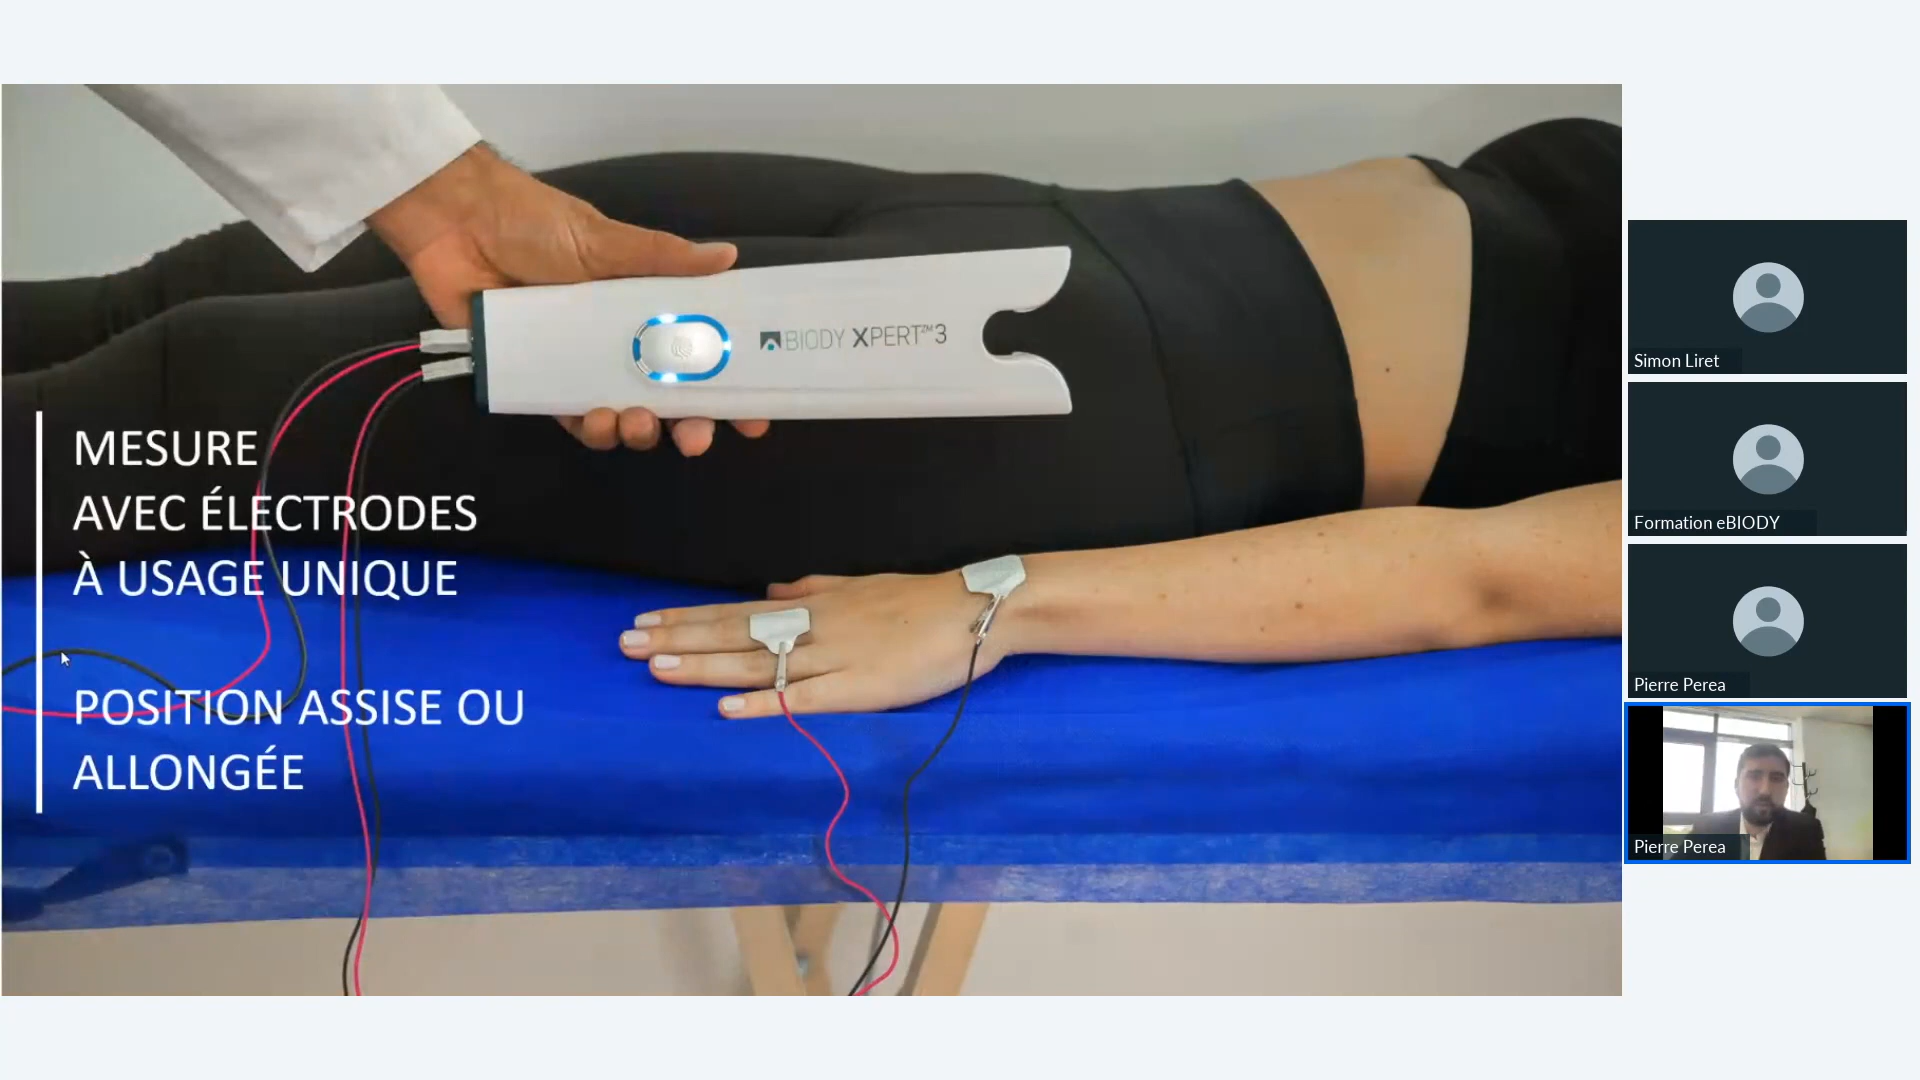 BIODY XPERT ZM 3
MESURE
AVEC ÉLECTRODES
À USAGE UNIQUE
POSITION ASSISE OU
ALLONGÉE
Simon Liret
Formation eBIODY
Pierre Perea
Pierre Perea